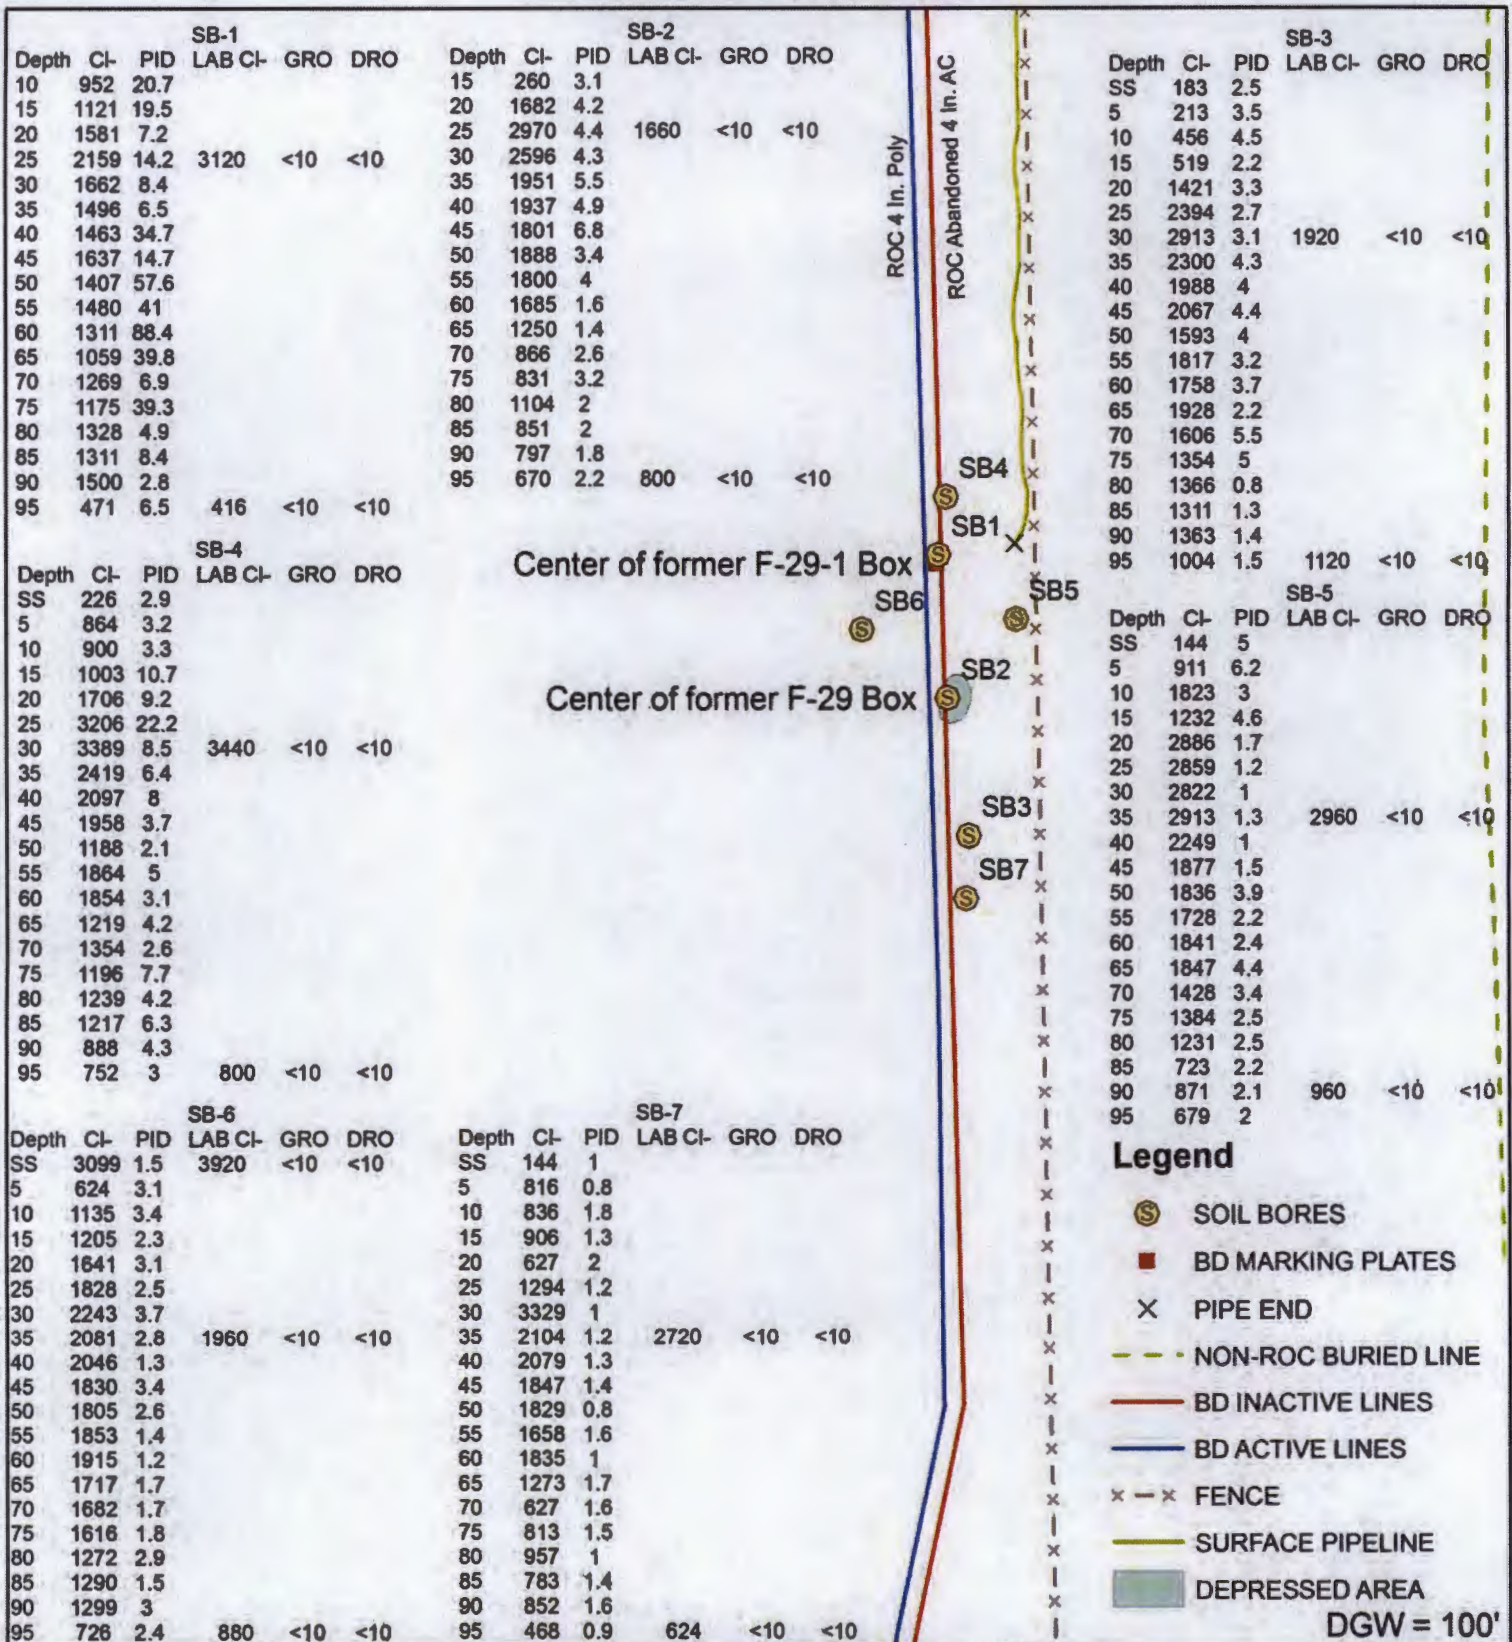 SB-1
Depth Cl- PID LAB Cl- GRO DRO
10 952 20.7
15 1121 19.5
20 1581 7.2
25 2159 14.2 3120 <10 <10
30 1662 8.4
35 1496 6.5
40 1463 34.7
45 1637 14.7
50 1407 57.6
55 1480 41
60 1311 88.4
65 1059 39.8
70 1269 6.9
75 1175 39.3
80 1328 4.9
85 1311 8.4
90 1500 2.8
95 471 6.5 416 <10 <10
SB-2
Depth Cl- PID LAB Cl- GRO DRO
15 260 3.1
20 1682 4.2
25 2970 4.4 1660 <10 <10
30 2596 4.3
35 1951 5.5
40 1937 4.9
45 1801 6.8
50 1888 3.4
55 1800 4
60 1685 1.6
65 1250 1.4
70 866 2.6
75 831 3.2
80 1104 2
85 851 2
90 797 1.8
95 670 2.2 800 <10 <10
ROC 4 In. Poly
ROC Abandoned 4 In. AC
SB-3
Depth Cl- PID LAB Cl- GRO DRO
SS 183 2.5
5 213 3.5
10 456 4.5
15 519 2.2
20 1421 3.3
25 2394 2.7
30 2913 3.1 1920 <10 <10
35 2300 4.3
40 1988 4
45 2067 4.4
50 1593 4
55 1817 3.2
60 1758 3.7
65 1928 2.2
70 1606 5.5
75 1354 5
80 1366 0.8
85 1311 1.3
90 1363 1.4
95 1004 1.5 1120 <10 <10
SB4
SB1
Center of former F-29-1 Box
SB6
SB5
SB2
Center of former F-29 Box
SB3
SB7
SB-4
Depth Cl- PID LAB Cl- GRO DRO
SS 226 2.9
5 864 3.2
10 900 3.3
15 1003 10.7
20 1706 9.2
25 3206 22.2
30 3389 8.5 3440 <10 <10
35 2419 6.4
40 2097 8
45 1958 3.7
50 1188 2.1
55 1864 5
60 1854 3.1
65 1219 4.2
70 1354 2.6
75 1196 7.7
80 1239 4.2
85 1217 6.3
90 888 4.3
95 752 3 800 <10 <10
SB-5
Depth Cl- PID LAB Cl- GRO DRO
SS 144 5
5 911 6.2
10 1823 3
15 1232 4.6
20 2886 1.7
25 2859 1.2
30 2822 1
35 2913 1.3 2960 <10 <10
40 2249 1
45 1877 1.5
50 1836 3.9
55 1728 2.2
60 1841 2.4
65 1847 4.4
70 1428 3.4
75 1384 2.5
80 1231 2.5
85 723 2.2
90 871 2.1 960 <10 <10
95 679 2
SB-6
Depth Cl- PID LAB Cl- GRO DRO
SS 3099 1.5 3920 <10 <10
5 624 3.1
10 1135 3.4
15 1205 2.3
20 1641 3.1
25 1828 2.5
30 2243 3.7
35 2081 2.8 1960 <10 <10
40 2046 1.3
45 1830 3.4
50 1805 2.6
55 1853 1.4
60 1915 1.2
65 1717 1.7
70 1682 1.7
75 1616 1.8
80 1272 2.9
85 1290 1.5
90 1299 3
95 726 2.4 880 <10 <10
SB-7
Depth Cl- PID LAB Cl- GRO DRO
SS 144 1
5 816 0.8
10 836 1.8
15 906 1.3
20 627 2
25 1294 1.2
30 3329 1
35 2104 1.2 2720 <10 <10
40 2079 1.3
45 1847 1.4
50 1829 0.8
55 1658 1.6
60 1835 1
65 1273 1.7
70 627 1.6
75 813 1.5
80 957 1
85 783 1.4
90 852 1.6
95 468 0.9 624 <10 <10
Legend
S SOIL BORES
BD MARKING PLATES
PIPE END
NON-ROC BURIED LINE
BD INACTIVE LINES
BD ACTIVE LINES
FENCE
SURFACE PIPELINE
DEPRESSED AREA
DGW = 100'